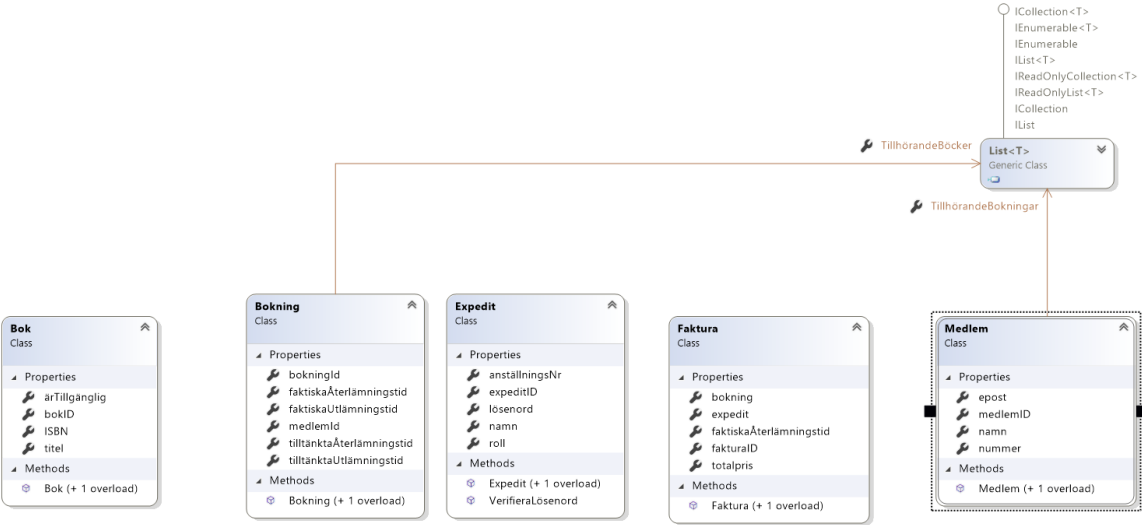 ICollection<T>
IEnumerable<T>
IEnumerable
IList<T>
IReadOnlyCollection<T>
IReadOnlyList<T>
ICollection
IList
TillhörandeBöcker
List<T>
Generic Class
TillhörandeBokningar
Bok
Class
Properties
ärTillgänglig
bokID
ISBN
titel
Methods
Bok (+ 1 overload)
Bokning
Class
Properties
bokningId
faktiskaÅterlämningstid
faktiskaUtlämningstid
medlemId
tilltänktaÅterlämningstid
tilltänktaUtlämningstid
Methods
Bokning (+ 1 overload)
Expedit
Class
Properties
anställningsNr
expeditID
lösenord
namn
roll
Methods
Expedit (+ 1 overload)
VerifieraLösenord
Faktura
Class
Properties
bokning
expedit
faktiskaÅterlämningstid
fakturaID
totalpris
Methods
Faktura (+ 1 overload)
Medlem
Class
Properties
epost
medlemID
namn
nummer
Methods
Medlem (+ 1 overload)